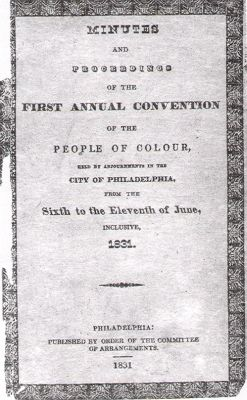 MINUTES
AND
PROCEEDINGS
OF THE
FIRST ANNUAL CONVENTION
OF THE
PEOPLE OF COLOUR,
HELD BY ADJOURNMENTS IN THE
CITY OF PHILADELPHIA,
FROM THE
Sixth to the Eleventh of June,
INCLUSIVE,
1831.
PHILADELPHIA:
PUBLISHED BY ORDER OF THE COMMITTEE
OF ARRANGEMENTS.
1831